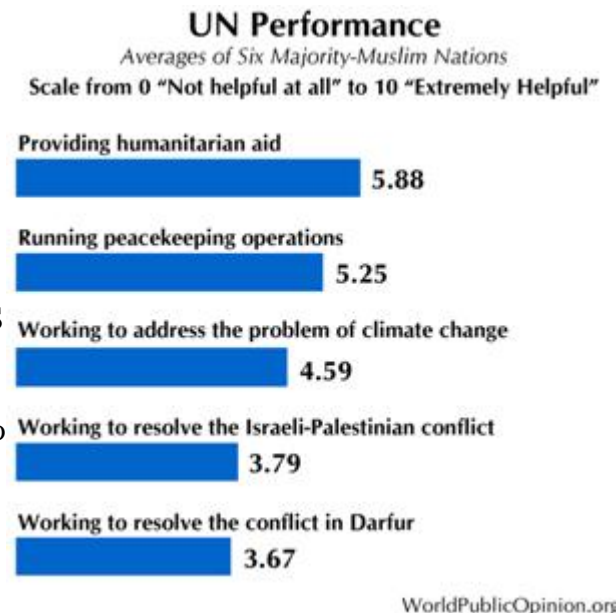 UN Performance
Averages of Six Majority-Muslim Nations
Scale from 0 “Not helpful at all” to 10 “Extremely Helpful”
Providing humanitarian aid
5.88
Running peacekeeping operations
5.25
Working to address the problem of climate change
4.59
Working to resolve the Israeli-Palestinian conflict
3.79
Working to resolve the conflict in Darfur
3.67
WorldPublicOpinion.org